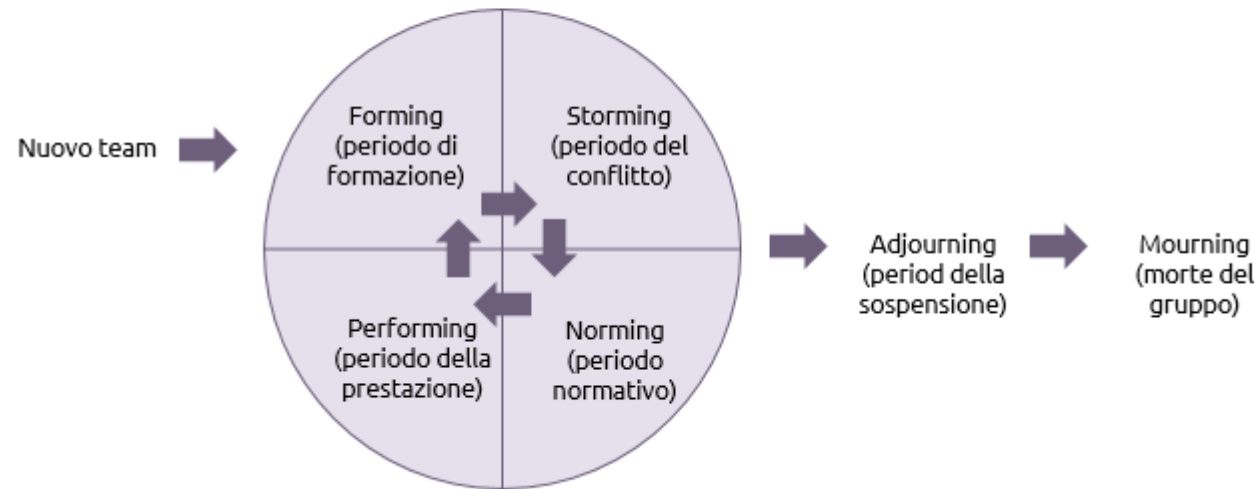 Nuovo team
Forming
(periodo di
formazione)
Storming
(periodo del
conflitto)
Performing
(periodo della
prestazione)
Norming
(periodo
normativo)
Adjourning
(period della
sospensione)
Mourning
(morte del
gruppo)